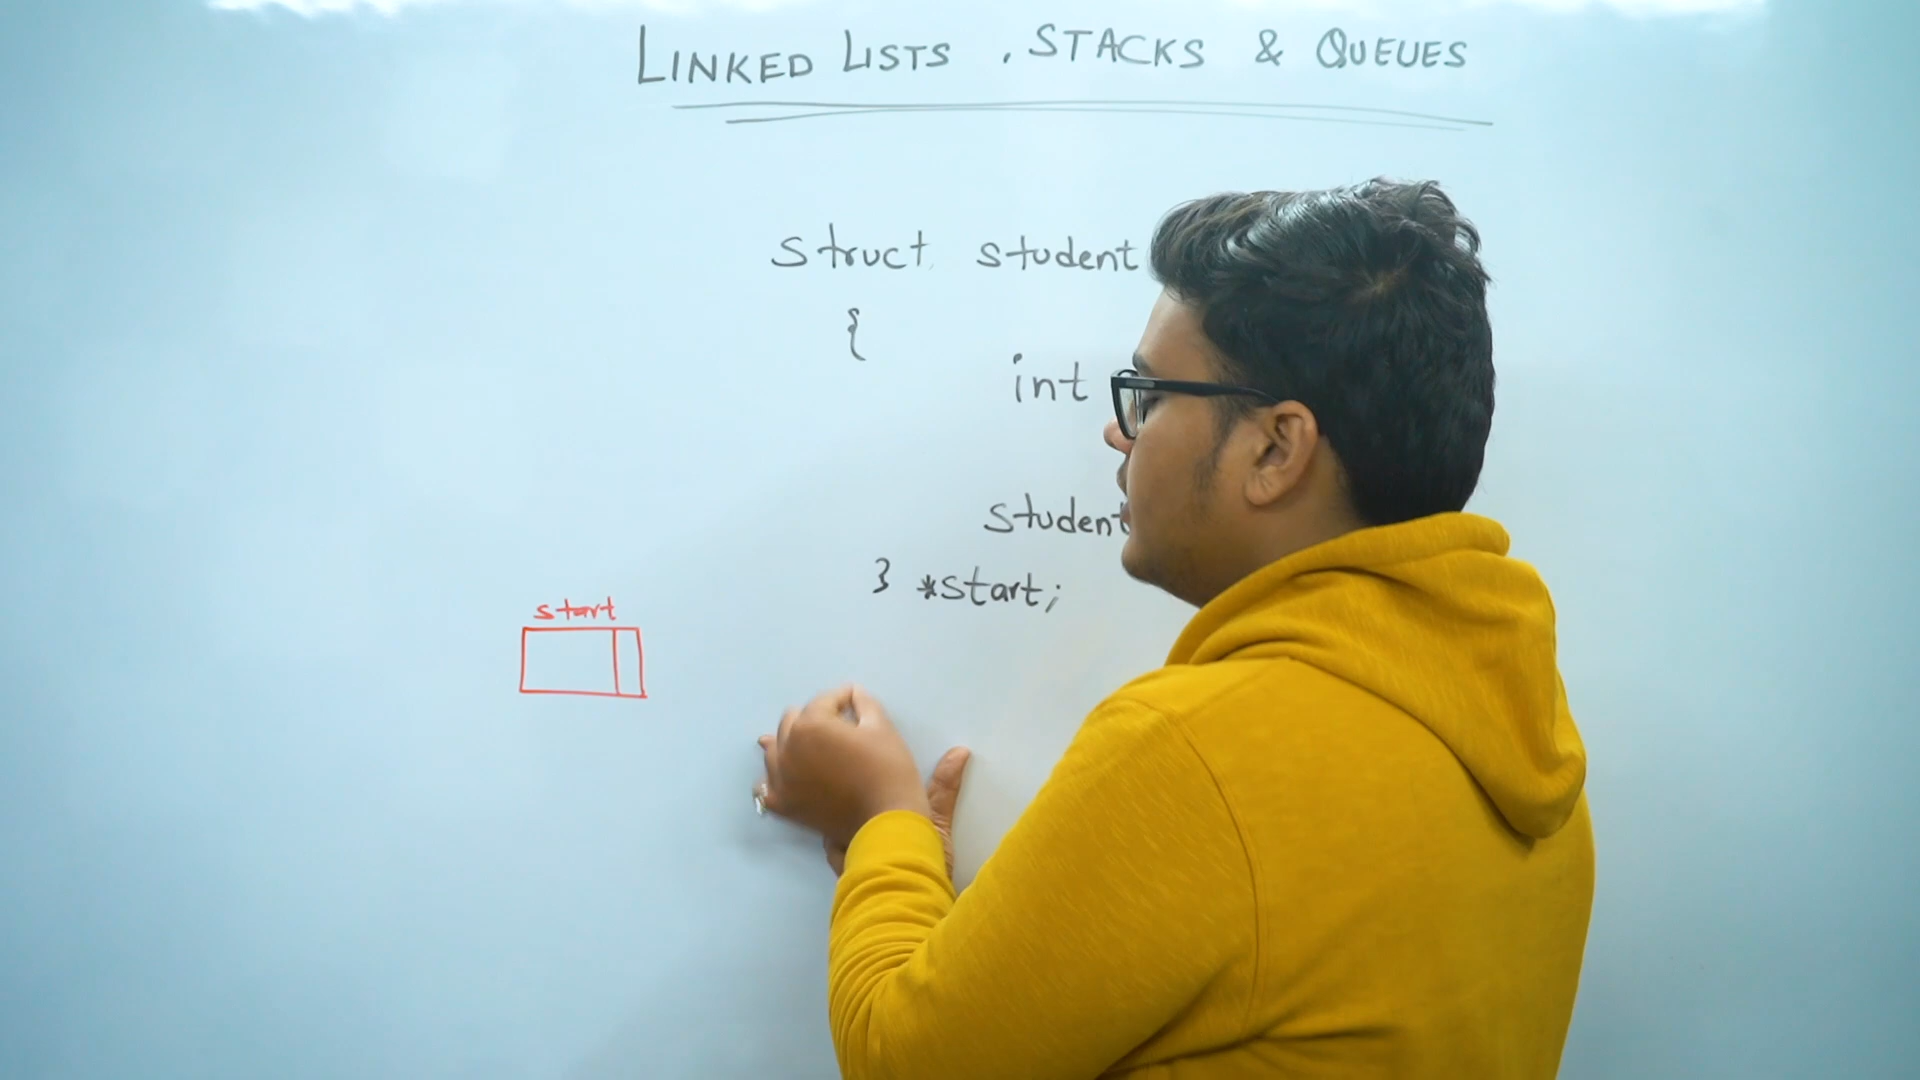 LINKED LISTS , STACKS & QUEUES
struct student
{
int
student
} *start;
start